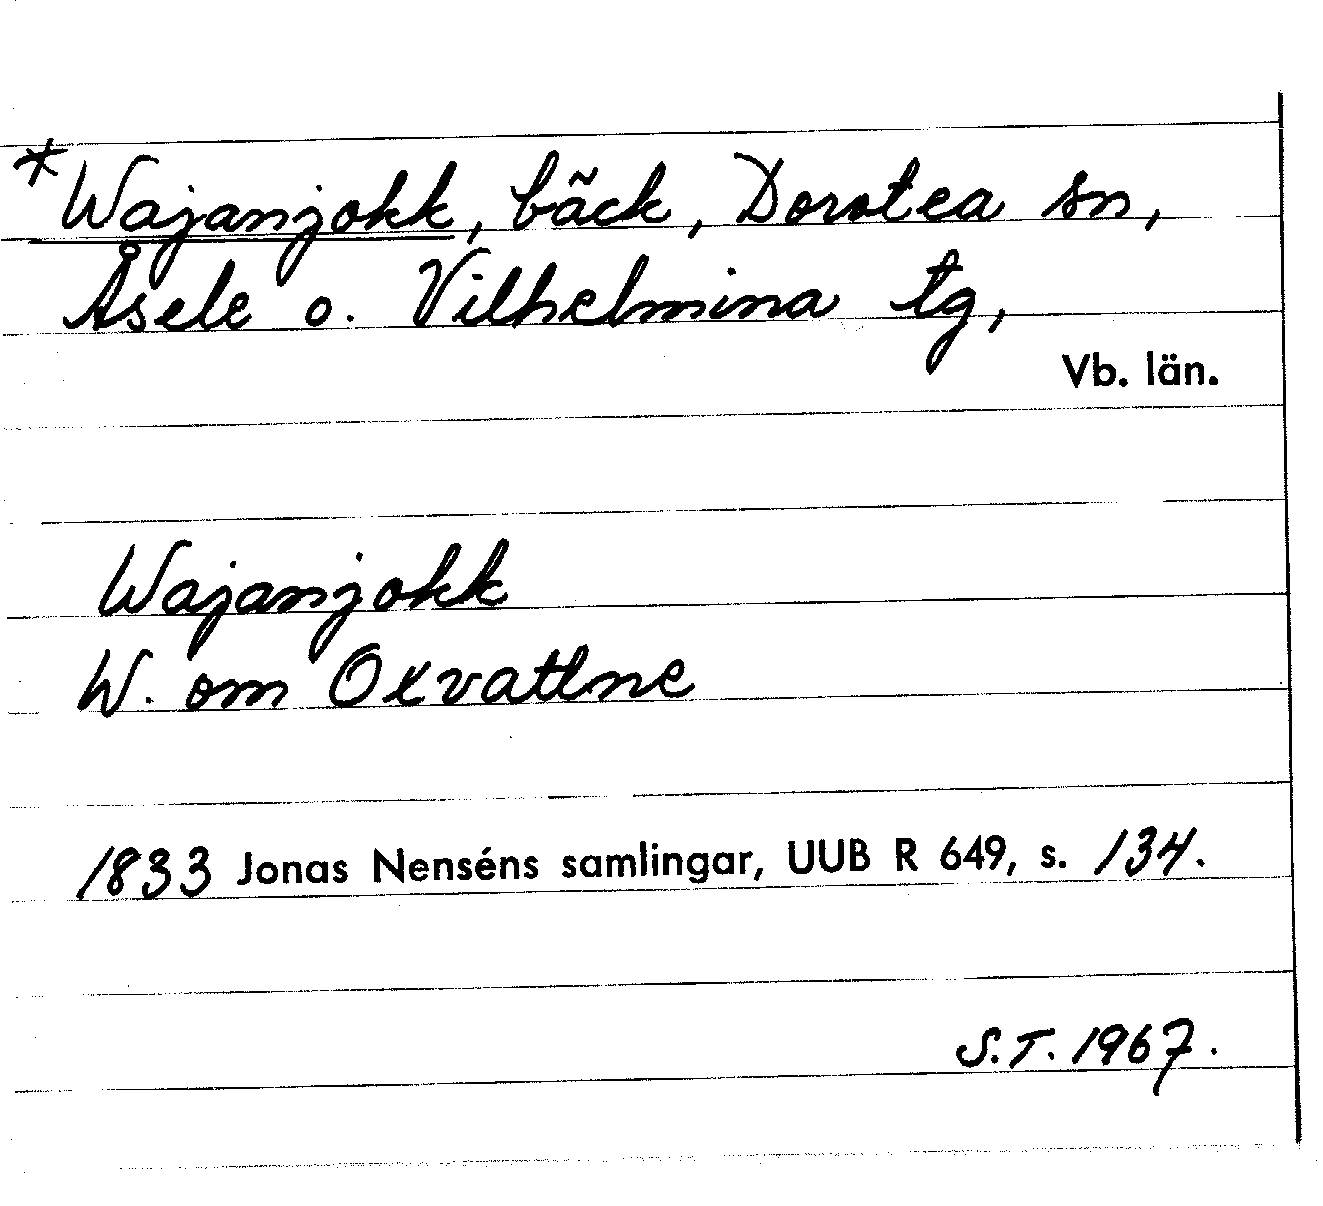 *Wajanjokk, bäck, Dorotea sn,
Åsele o. Vilhelmina tg,
Vb. län.
Wajanjokk
W. om Oxvattne
1833 Jonas Nenséns samlingar, UUB R 649, s. 134.
S.T. 1967.